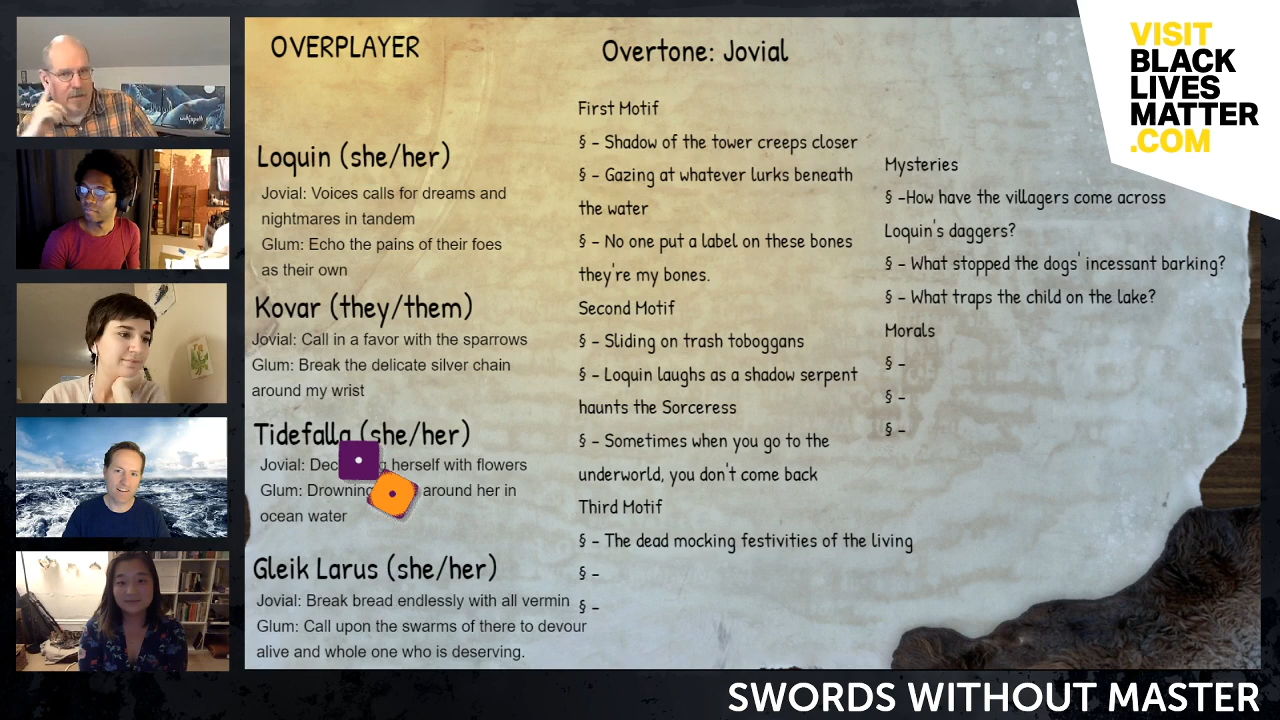 OVERPLAYER
Loquin (she/her)
Jovial: Voices calls for dreams and
nightmares in tandem
Glum: Echo the pains of their foes
as their own
Kovar (they/them)
Jovial: Call in a favor with the sparrows
Glum: Break the delicate silver chain
around my wrist
Tidefalla (she/her)
Jovial: herself with flowers
Glum: Drowning around her in
ocean water
Gleik Larus (she/her)
Jovial: Break bread endlessly with all vermin
Glum: Call upon the swarms of there to devour
alive and whole one who is deserving.
Overtone: Jovial
First Motif
§ - Shadow of the tower creeps closer
§ - Gazing at whatever lurks beneath
the water
§ - No one put a label on these bones
they're my bones.
Second Motif
§ - Sliding on trash toboggans
§ - Loquin laughs as a shadow serpent
haunts the Sorceress
§ - Sometimes when you go to the
underworld, you don't come back
Third Motif
§ - The dead mocking festivities of the living
§ -
§ -
Mysteries
§ -How have the villagers come across
Loquin's daggers?
§ - What stopped the dogs' incessant barking?
§ - What traps the child on the lake?
Morals
§ -
§ -
§ -
VISIT
BLACK
LIVES
MATTER
.COM
SWORDS WITHOUT MASTER